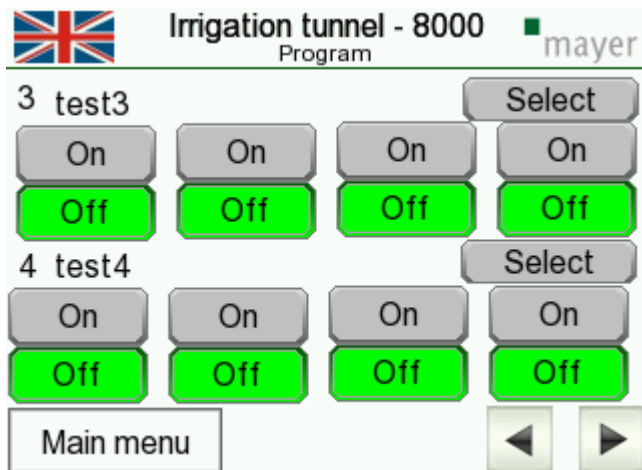 Irrigation tunnel - 8000
mayer
Program
3 test3 Select
On On On On
Off Off Off Off
4 test4 Select
On On On On
Off Off Off Off
Main menu